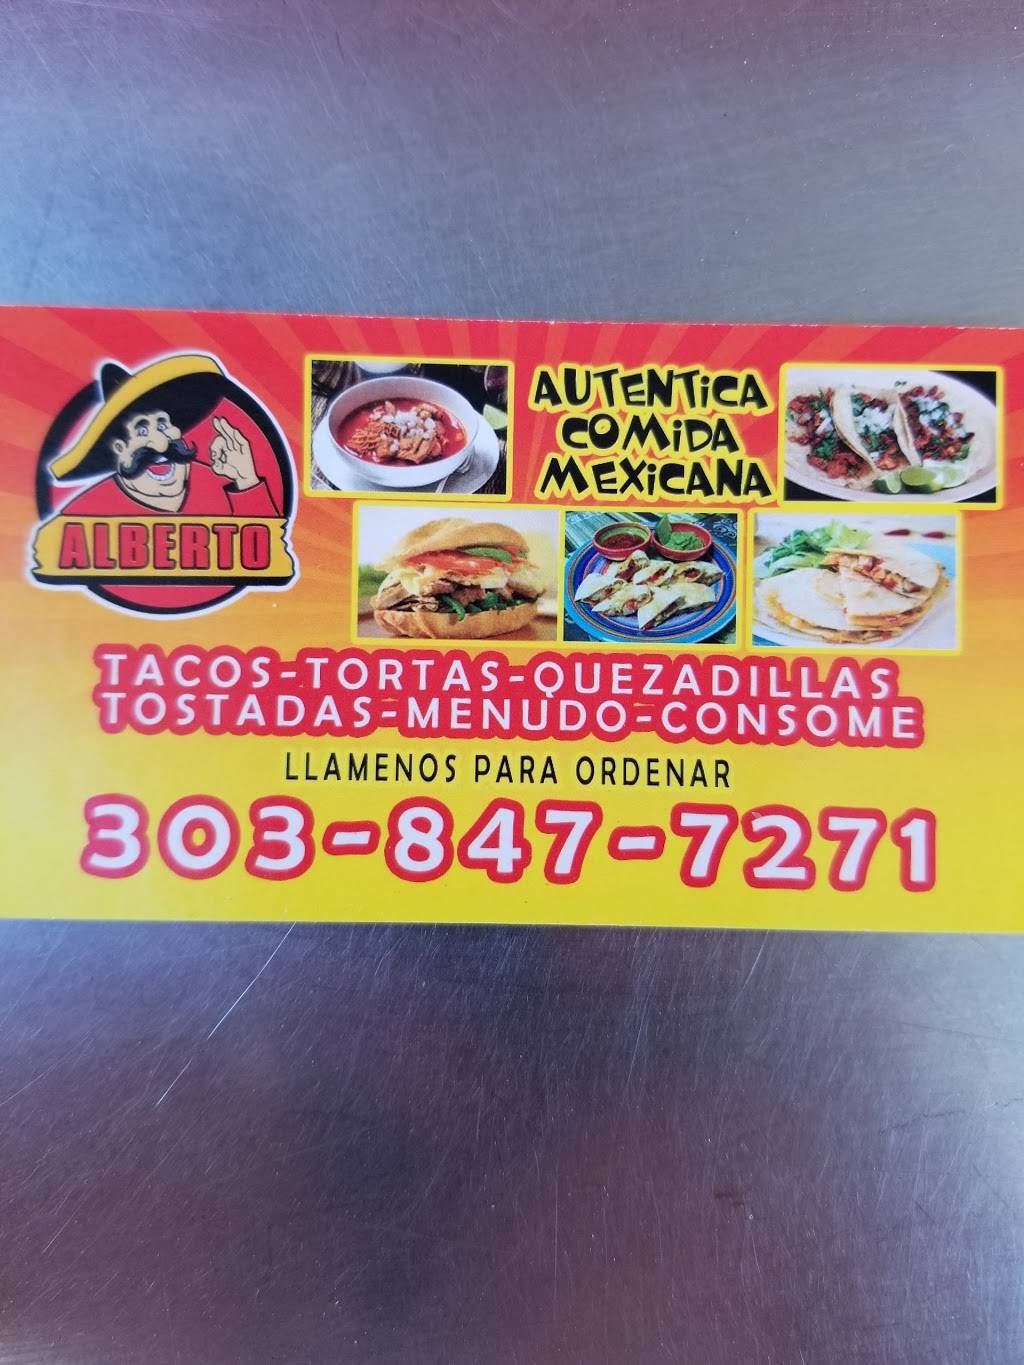 ALBERTO
AUTENTiCA
COMiDA
MEXiCANA
TACOS-TORTAS-QUEZADILLAS
TOSTADAS-MENUDO-CONSOME
LLAMENOS PARA ORDENAR
303-847-7271